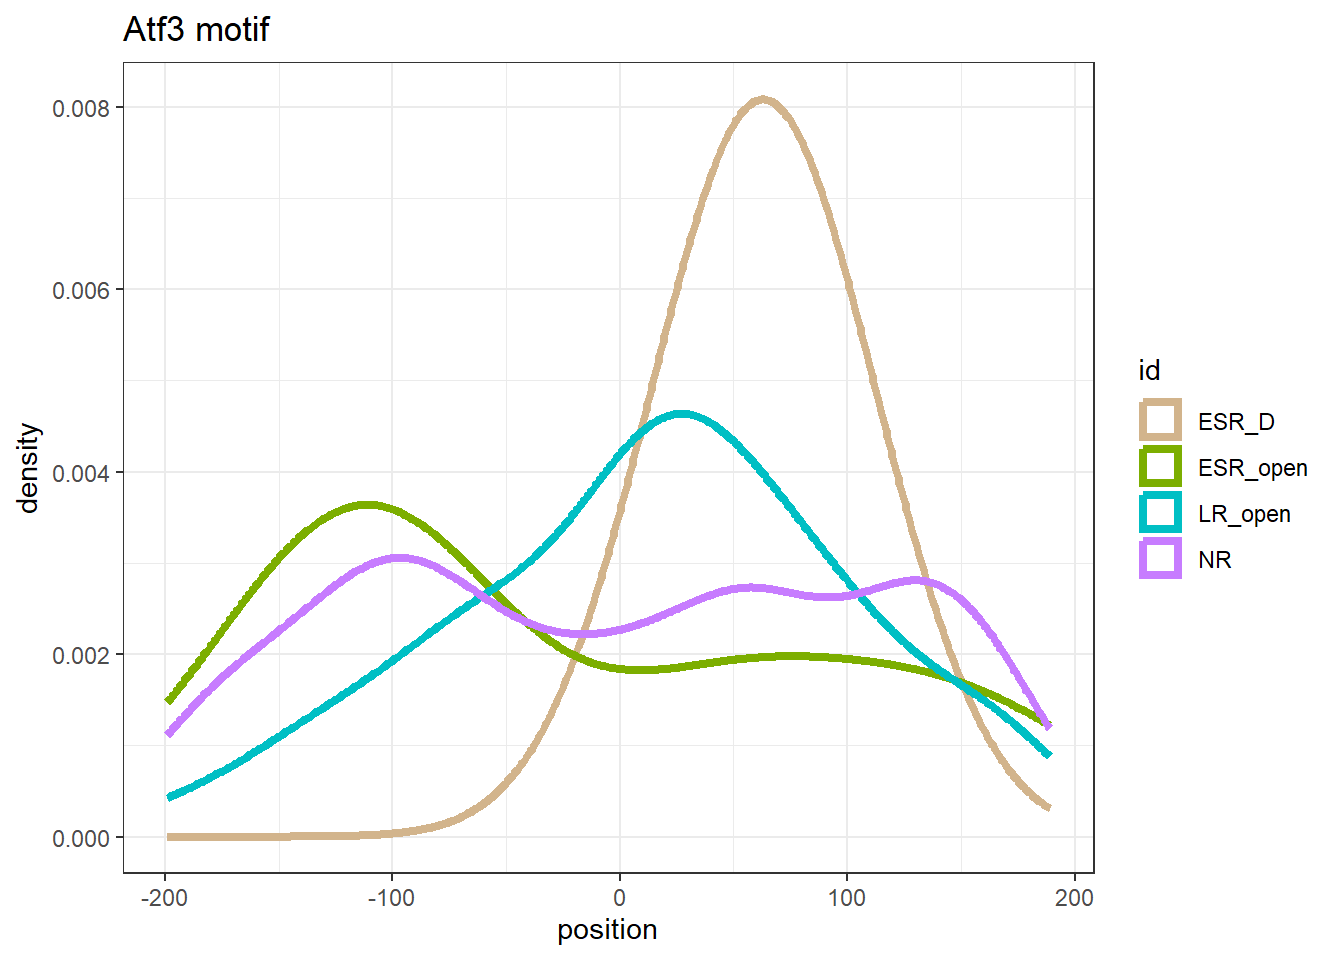 Atf3 motif
0.008
0.006
0.004
0.002
0.000
density
-200
-100
0
100
200
position
id
ESR_D
ESR_open
LR_open
NR